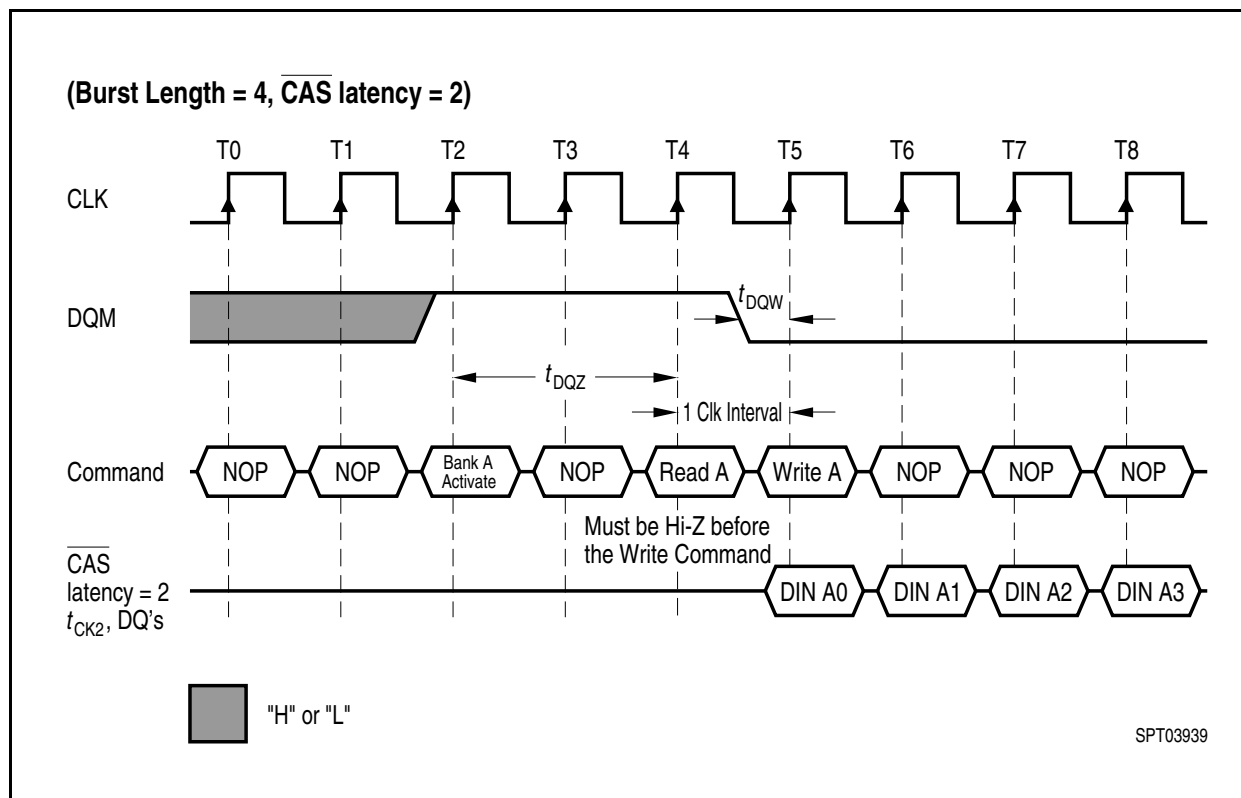 (Burst Length = 4, CAS latency = 2)
T0 T1 T2 T3 T4 T5 T6 T7 T8
CLK
DQM
tDQW
tDQZ
1 Clk Interval
Command
NOP NOP Bank A Activate NOP Read A Write A NOP NOP NOP
Must be Hi-Z before
the Write Command
CAS
latency = 2
tCK2, DQ's
DIN A0 DIN A1 DIN A2 DIN A3
"H" or "L"
SPT03939